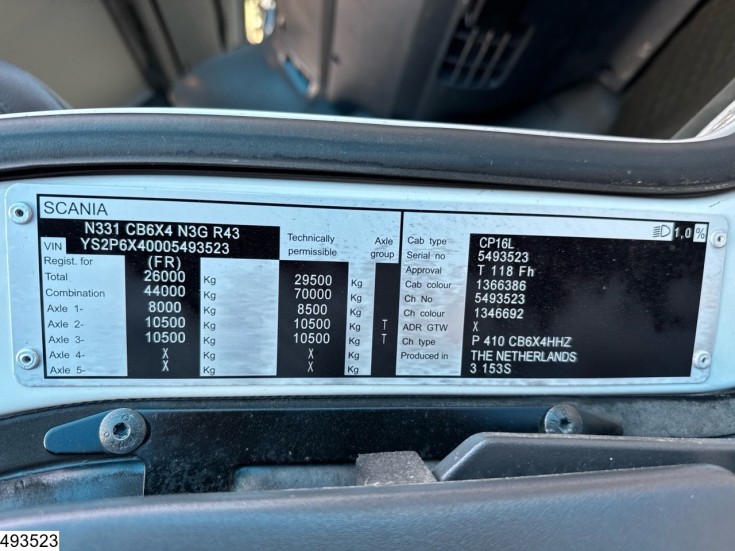 SCANIA
N331 CB6X4 N3G R43
VIN YS2P6X40005493523
Regist. for (FR) Technically permissible Axle group
Total 26000 Kg 29500 Kg
Combination 44000 Kg 70000 Kg
Axle 1- 8000 Kg 8500 Kg
Axle 2- 10500 Kg 10500 Kg T
Axle 3- 10500 Kg 10500 Kg T
Axle 4- X Kg X Kg
Axle 5- X Kg X Kg
1,0 %
Cab type CP16L
Serial no 5493523
Approval T 118 Fh
Cab colour 1366386
Ch No 5493523
Ch colour 1346692
ADR GTW X
Ch type P 410 CB6X4HHZ
Produced in THE NETHERLANDS
3 153S
493523